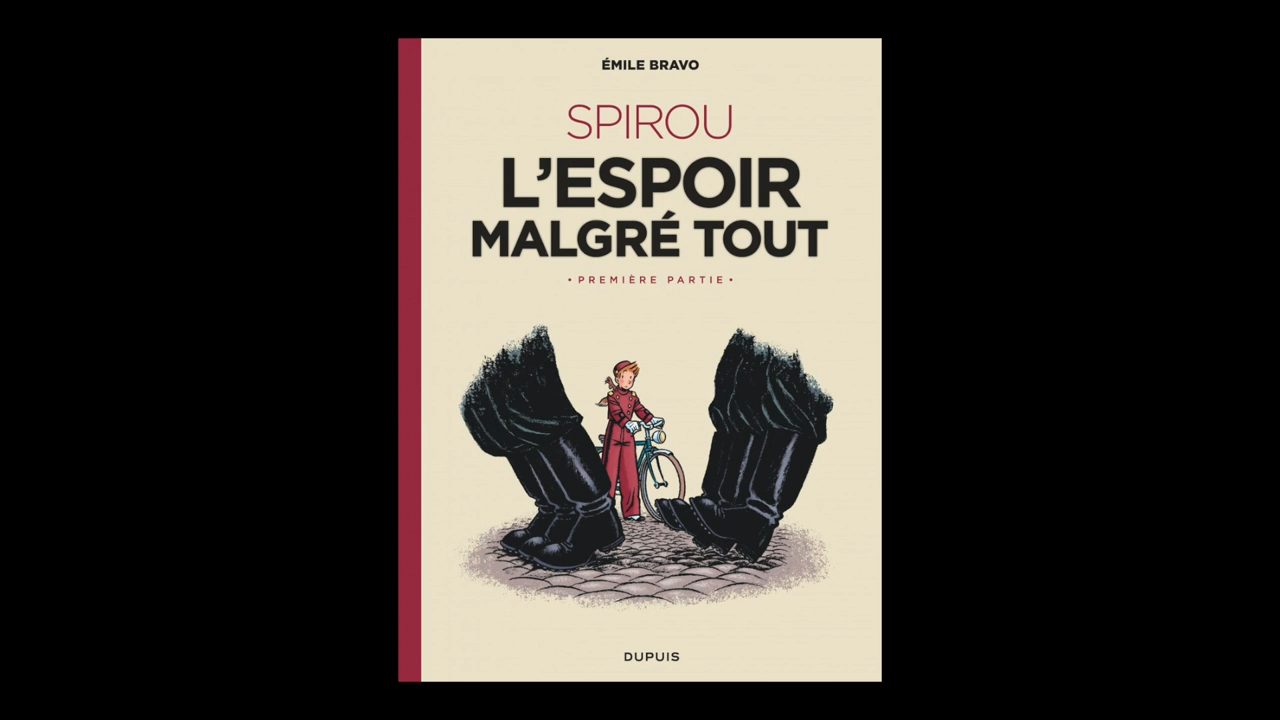 ÉMILE BRAVO
SPIROU
L'ESPOIR
MALGRÉ TOUT
• PREMIÈRE PARTIE •
DUPUIS